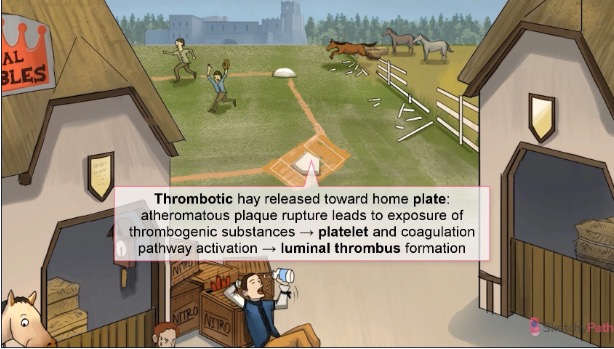 AL
BLES
Thrombotic hay released toward home plate:
atheromatous plaque rupture leads to exposure of
thrombogenic substances → platelet and coagulation
pathway activation → luminal thrombus formation
NITRO
NITRO
NITRO